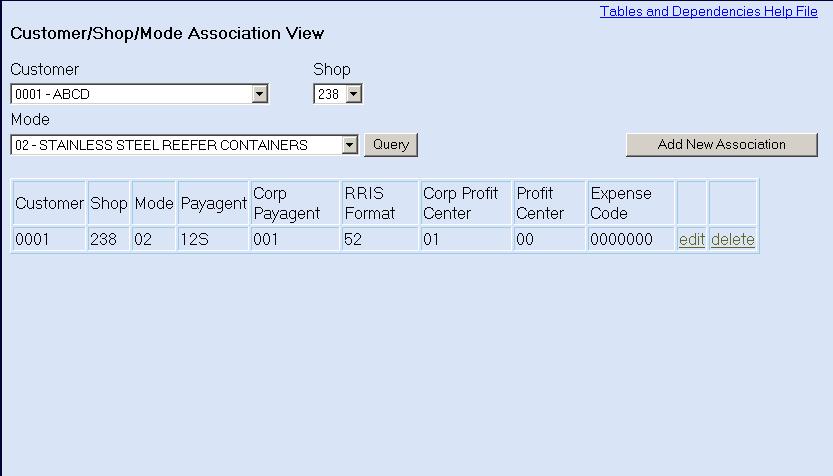 Tables and Dependencies Help File
Customer/Shop/Mode Association View
Customer Shop
0001 - ABCD 238
Mode
02 - STAINLESS STEEL REEFER CONTAINERS Query Add New Association
Customer Shop Mode Payagent Corp Payagent RRIS Format Corp Profit Center Profit Center Expense Code
0001 238 02 12S 001 52 01 00 0000000 edit delete